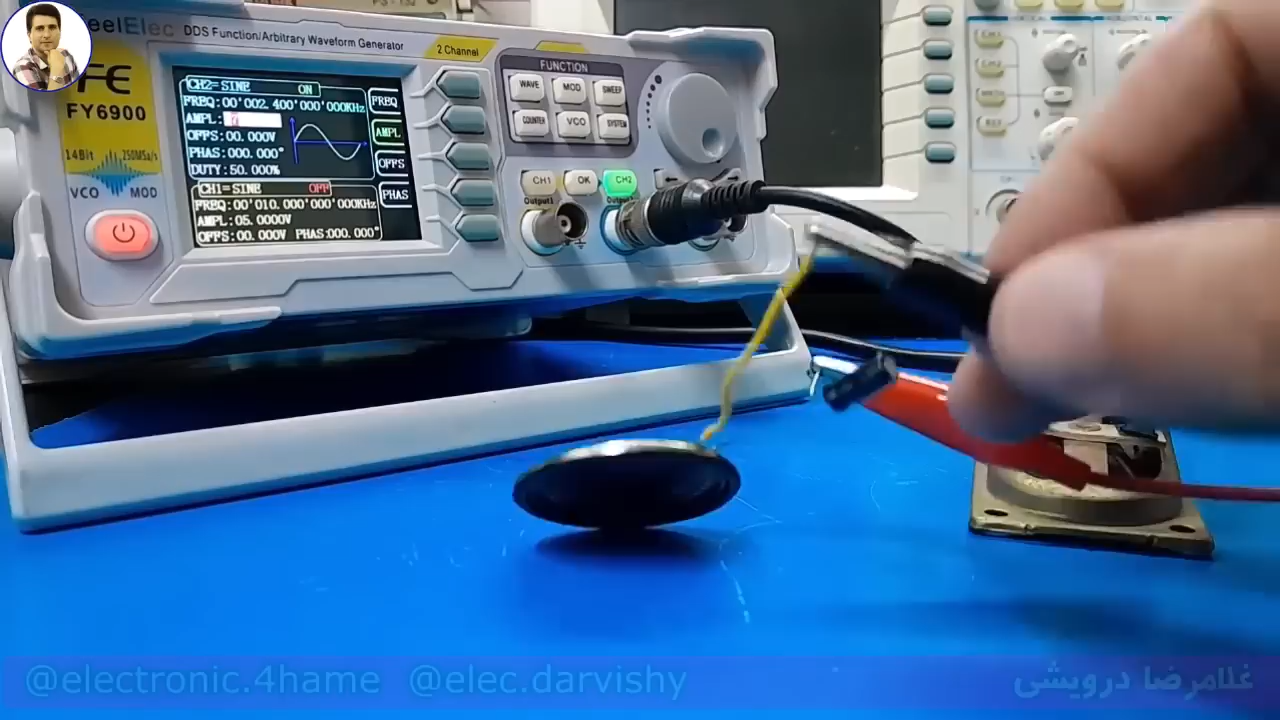 eelElec DDS Function/Arbitrary Waveform Generator
2 Channel
FE
FY6900
14Bit 250MSa/s
VCO MOD
CH2=SINE ON
FREQ:00'002.400'000'000KHz
AMPL:
OFFS:00.000V
PHAS:000.000°
DUTY:50.000%
CH1=SINE OFF
FREQ:00'010.000'000'000KHz
AMPL:05.0000V
OFFS:00.000V PHAS:000.000°
FREQ
AMPL
OFFS
PHAS
FUNCTION
WAVE MOD SWEEP
COUNTER VCO SYSTEM
CH1 OK CH2
Output1
@electronic.4hame @elec.darvishy
غلامرضا درویشی